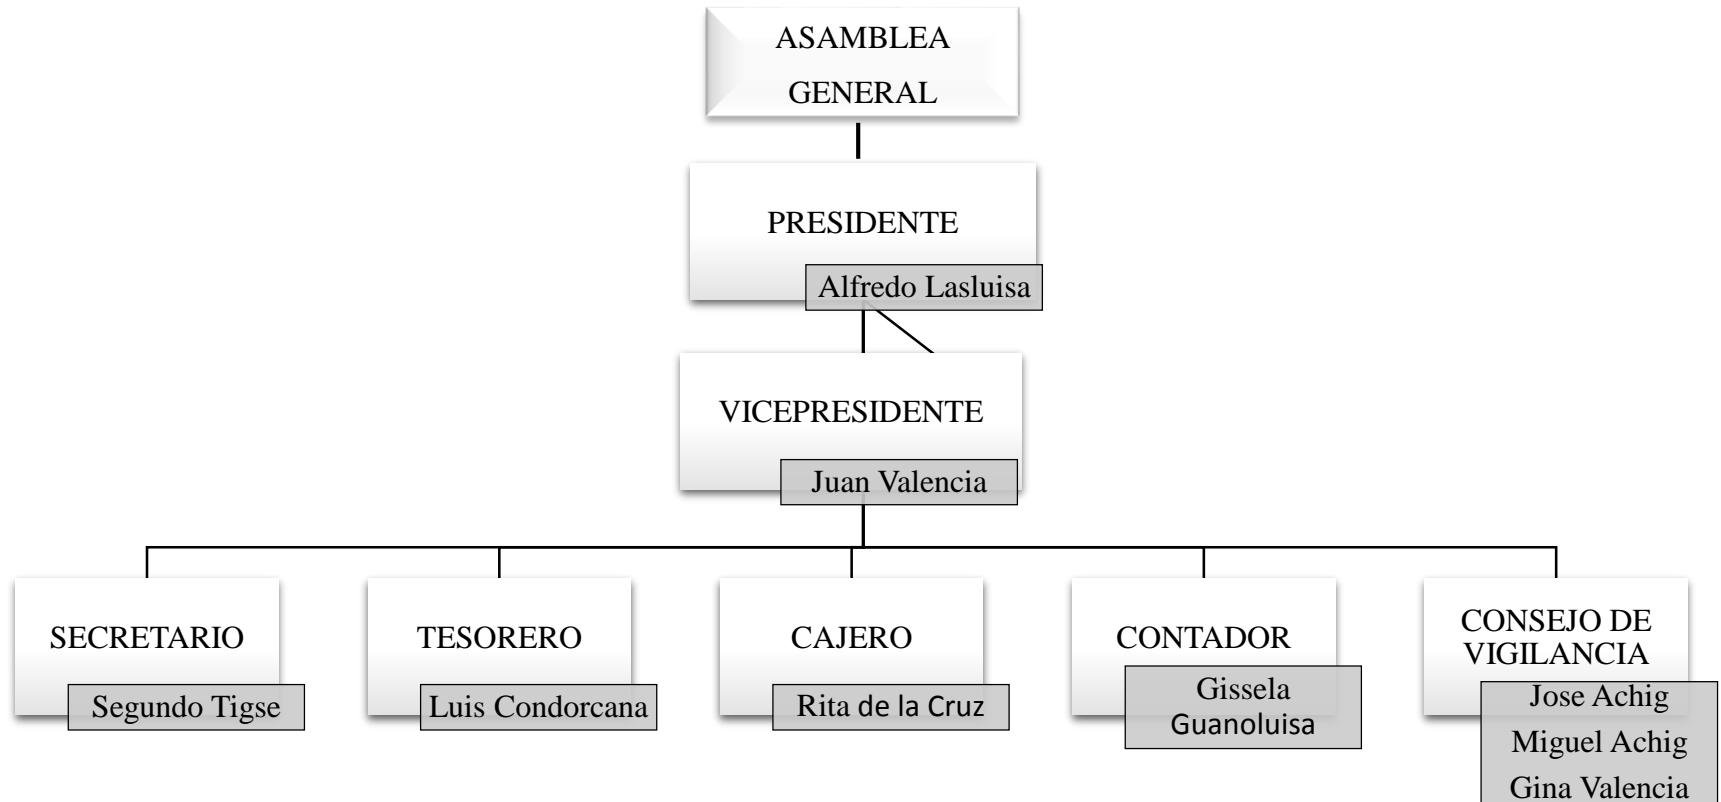 ASAMBLEA
GENERAL
PRESIDENTE
Alfredo Lasluisa
VICEPRESIDENTE
Juan Valencia
SECRETARIO
Segundo Tigse
TESORERO
Luis Condorcana
CAJERO
Rita de la Cruz
CONTADOR
Gissela
Guanoluisa
CONSEJO DE
VIGILANCIA
Jose Achig
Miguel Achig
Gina Valencia